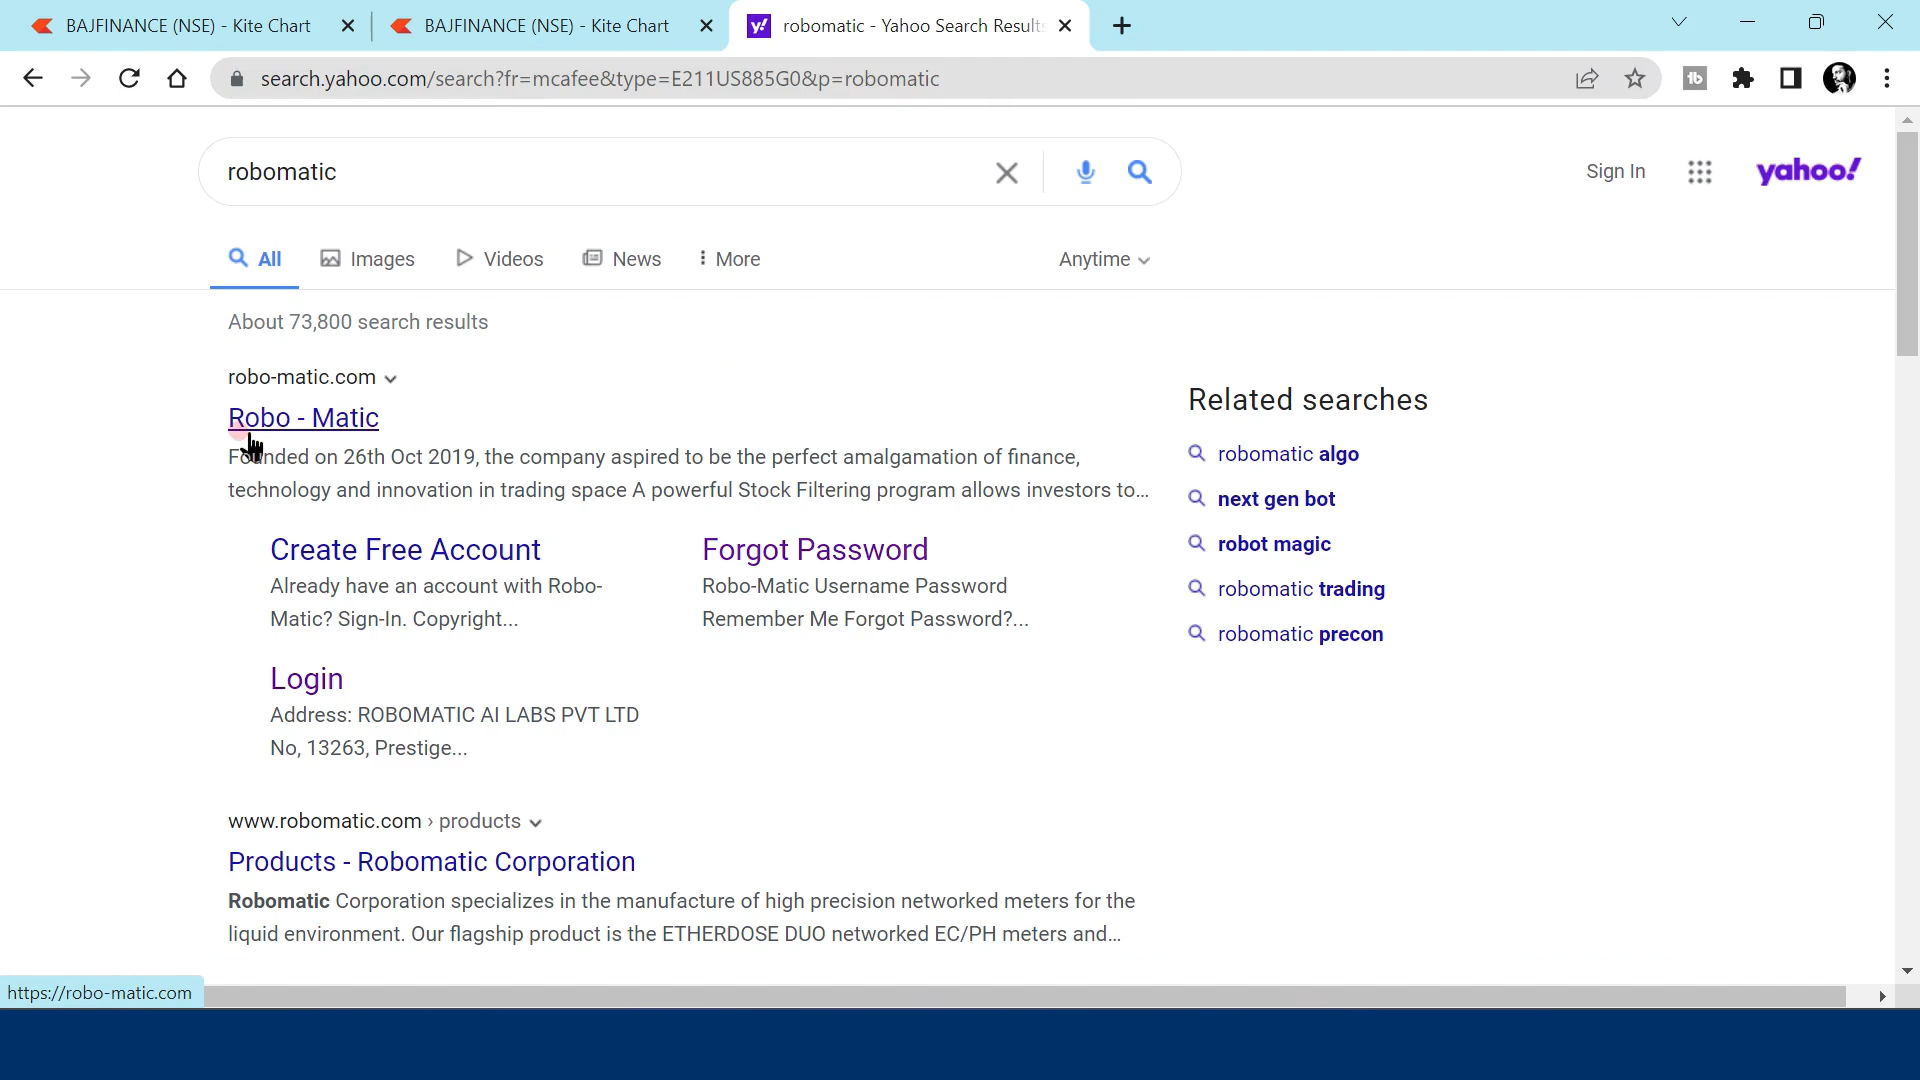 BAJFINANCE (NSE) - Kite Chart
BAJFINANCE (NSE) - Kite Chart
robomatic - Yahoo Search Results
search.yahoo.com/search?fr=mcafee&type=E211US885G0&p=robomatic
robomatic
Sign In
yahoo!
All
Images
Videos
News
More
Anytime
About 73,800 search results
robo-matic.com
Robo - Matic
Founded on 26th Oct 2019, the company aspired to be the perfect amalgamation of finance,
technology and innovation in trading space A powerful Stock Filtering program allows investors to...
Create Free Account
Already have an account with Robo-
Matic? Sign-In. Copyright...
Forgot Password
Robo-Matic Username Password
Remember Me Forgot Password?...
Login
Address: ROBOMATIC AI LABS PVT LTD
No, 13263, Prestige...
www.robomatic.com › products
Products - Robomatic Corporation
Robomatic Corporation specializes in the manufacture of high precision networked meters for the
liquid environment. Our flagship product is the ETHERDOSE DUO networked EC/PH meters and...
Related searches
robomatic algo
next gen bot
robot magic
robomatic trading
robomatic precon
https://robo-matic.com